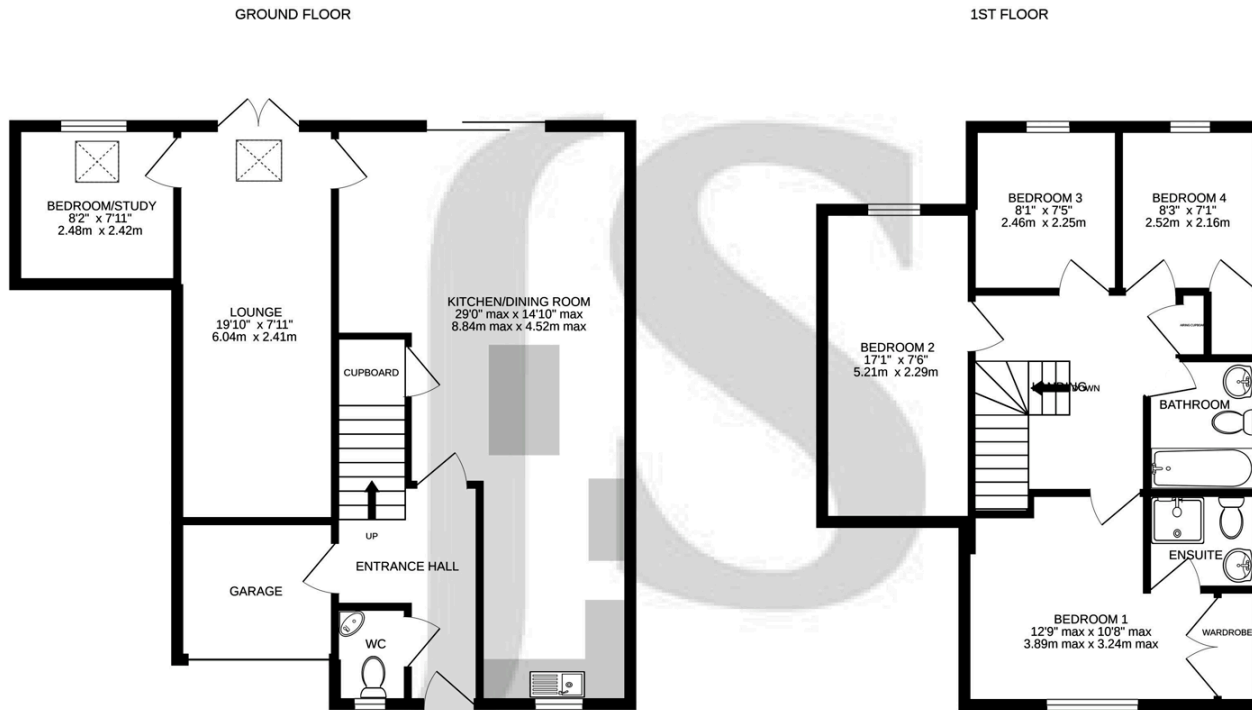 GROUND FLOOR
1ST FLOOR
BEDROOM/STUDY
8'2" x 7'11"
2.48m x 2.42m
LOUNGE
19'10" x 7'11"
6.04m x 2.41m
KITCHEN/DINING ROOM
29'0" max x 14'10" max
8.84m max x 4.52m max
CUPBOARD
UP
ENTRANCE HALL
GARAGE
WC
BEDROOM 3
8'1" x 7'5"
2.46m x 2.25m
BEDROOM 4
8'3" x 7'1"
2.52m x 2.16m
BEDROOM 2
17'1" x 7'6"
5.21m x 2.29m
LANDING
DOWN
BATHROOM
ENSUITE
BEDROOM 1
12'9" max x 10'8" max
3.89m max x 3.24m max
WARDROBE